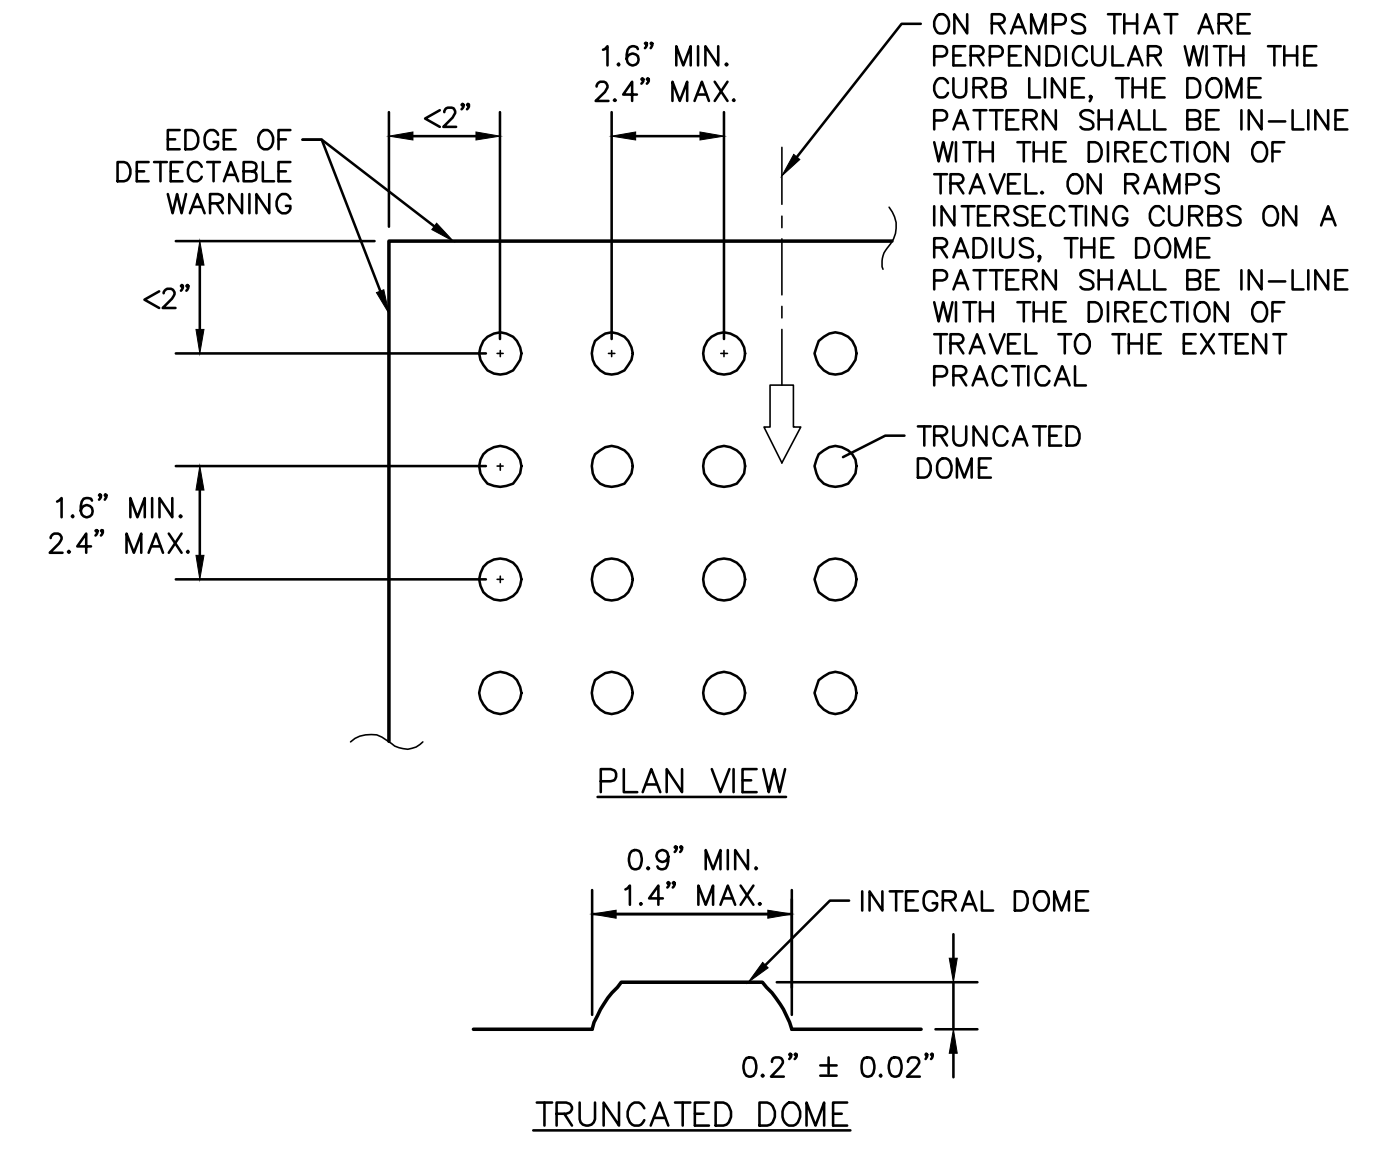 ON RAMPS THAT ARE
PERPENDICULAR WITH THE
CURB LINE, THE DOME
PATTERN SHALL BE IN-LINE
WITH THE DIRECTION OF
TRAVEL. ON RAMPS
INTERSECTING CURBS ON A
RADIUS, THE DOME
PATTERN SHALL BE IN-LINE
WITH THE DIRECTION OF
TRAVEL TO THE EXTENT
PRACTICAL
1.6" MIN.
2.4" MAX.
<2"
EDGE OF
DETECTABLE
WARNING
<2"
TRUNCATED
DOME
1.6" MIN.
2.4" MAX.
PLAN VIEW
0.9" MIN.
1.4" MAX.
INTEGRAL DOME
0.2" ± 0.02"
TRUNCATED DOME